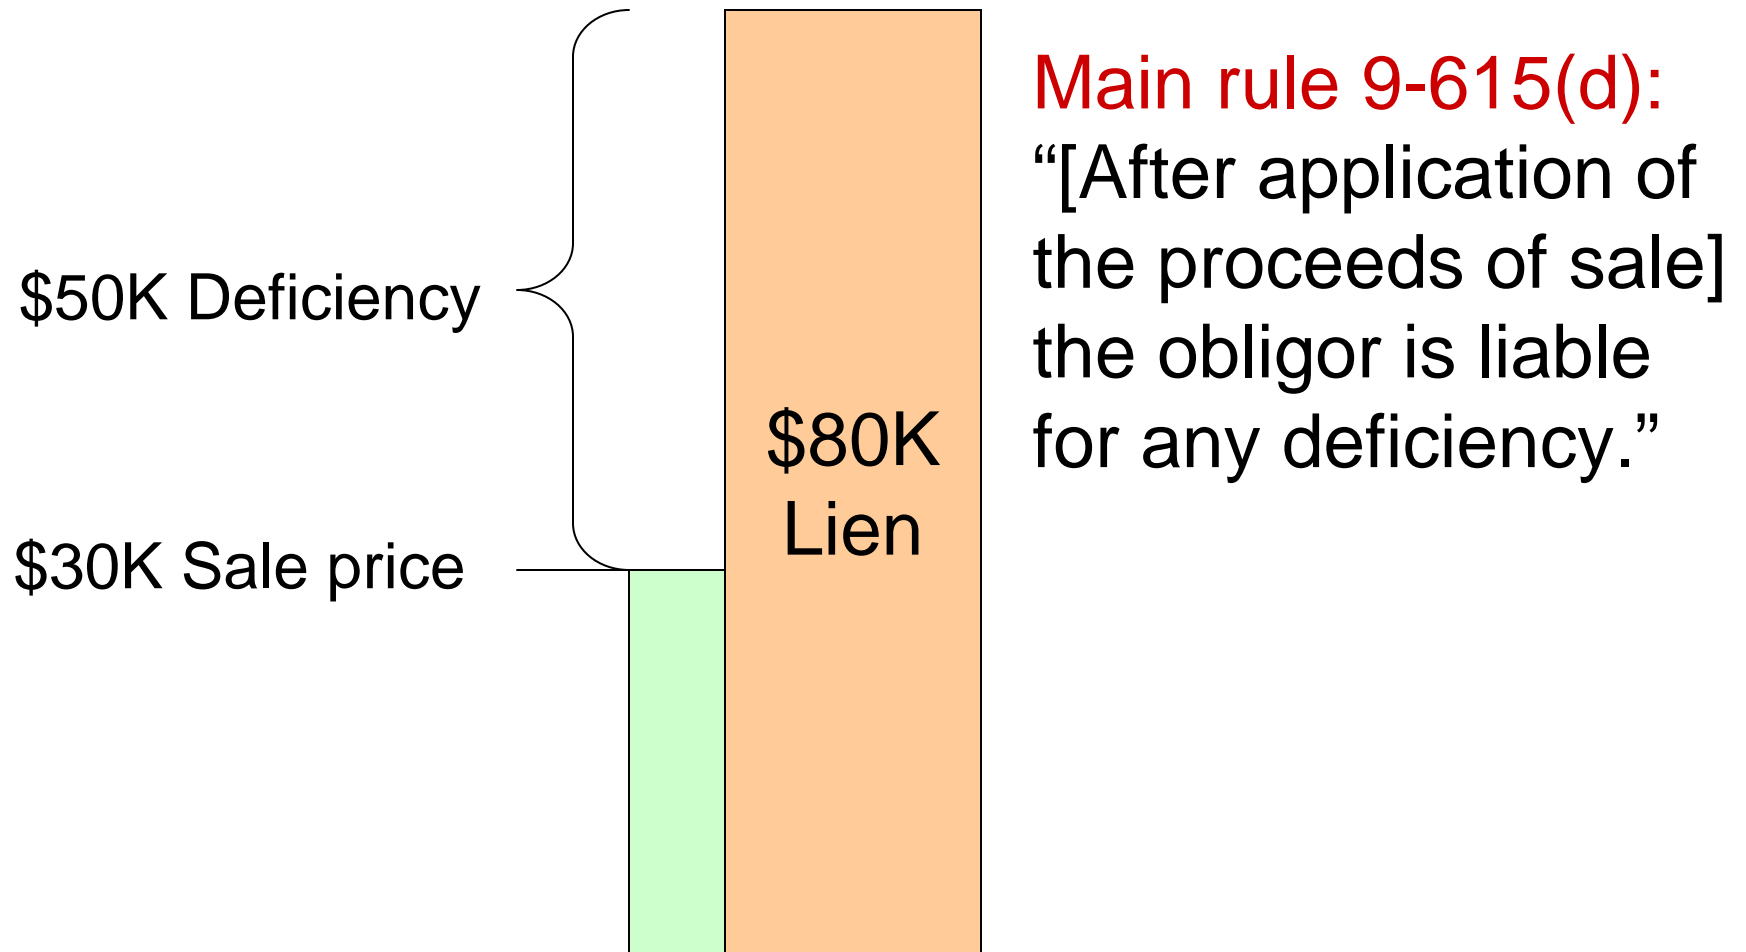 $50K Deficiency
$30K Sale price
$80K
Lien
Main rule 9-615(d):
“[After application of
the proceeds of sale]
the obligor is liable
for any deficiency.”